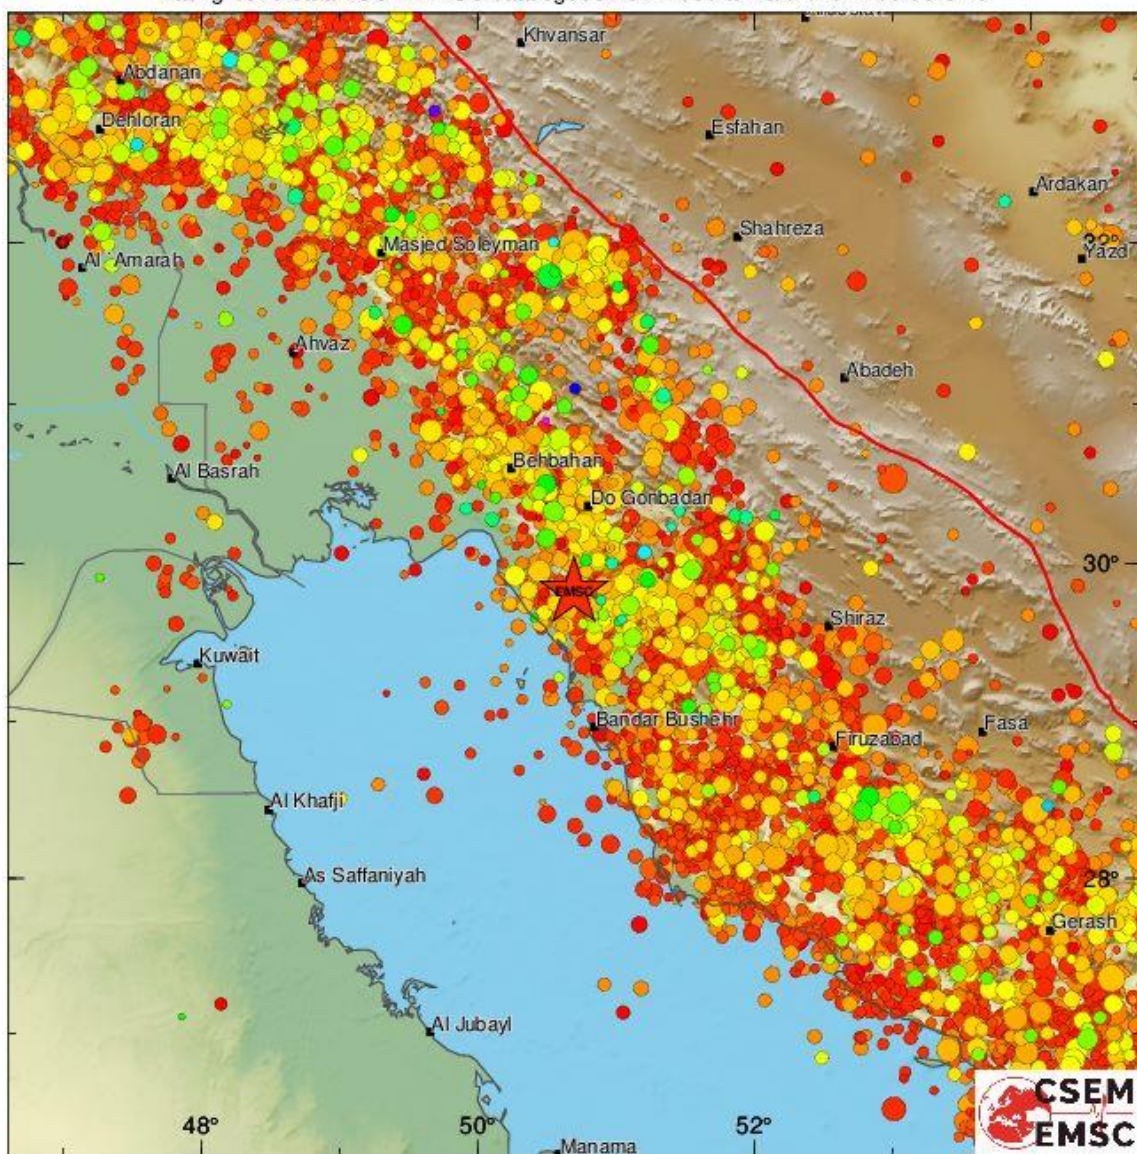 Khvansar
Abdanan
Dehloran
Esfahan
Ardakan
Shahreza
Masjed Soleyman
32°
Yazd
Al 'Amarah
Ahvaz
Abadeh
Behbahan
Al Basrah
Do Gonbadan
30°
EMSC
Shiraz
Kuwait
Bandar Bushehr
Fasa
Firuzabad
Al Khafji
As Saffaniyah
28°
Gerash
Al Jubayl
CSEM
EMSC
48°
50°
52°
Manama